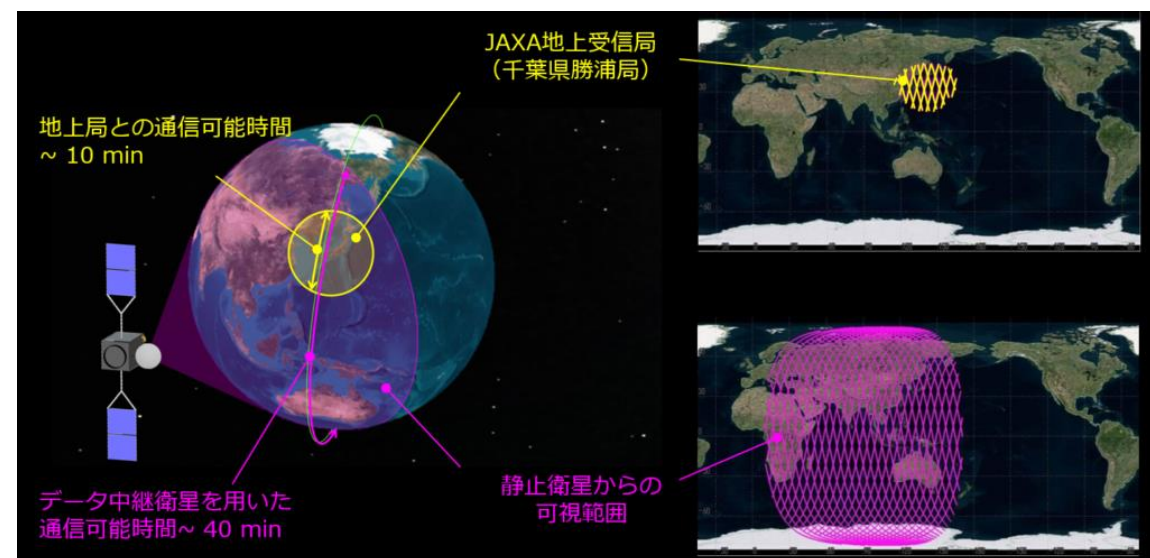 JAXA地上受信局
（千葉県勝浦局）
地上局との通信可能時間
~ 10 min
データ中継衛星を用いた
通信可能時間~ 40 min
静止衛星からの
可視範囲